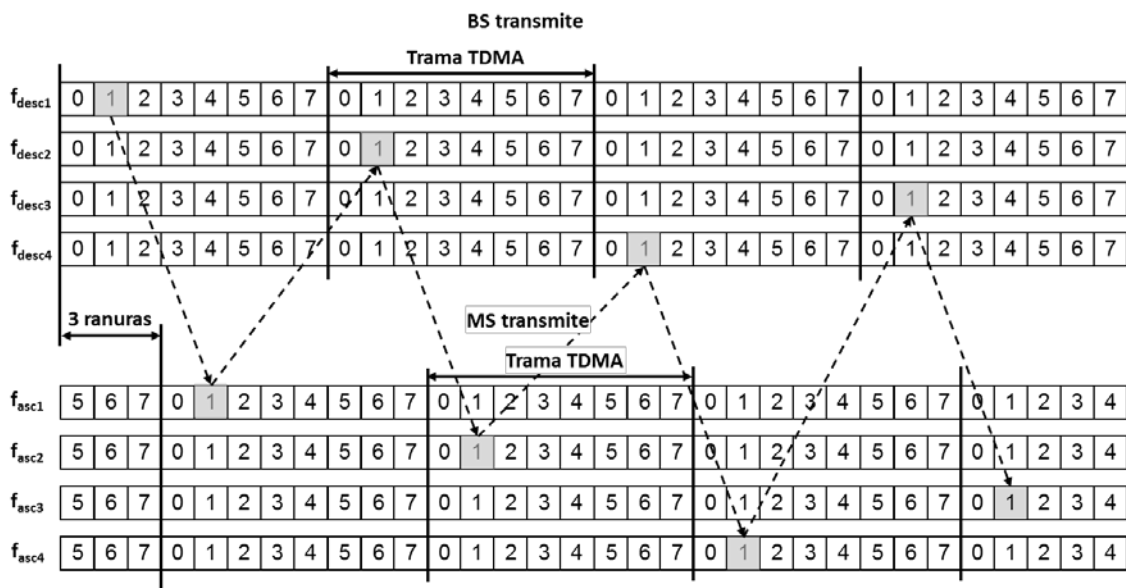 BS transmite
Trama TDMA
f_desc1 0 1 2 3 4 5 6 7 0 1 2 3 4 5 6 7 0 1 2 3 4 5 6 7 0 1 2 3 4 5 6 7
f_desc2 0 1 2 3 4 5 6 7 0 1 2 3 4 5 6 7 0 1 2 3 4 5 6 7 0 1 2 3 4 5 6 7
f_desc3 0 1 2 3 4 5 6 7 0 1 2 3 4 5 6 7 0 1 2 3 4 5 6 7 0 1 2 3 4 5 6 7
f_desc4 0 1 2 3 4 5 6 7 0 1 2 3 4 5 6 7 0 1 2 3 4 5 6 7 0 1 2 3 4 5 6 7
3 ranuras
MS transmite
Trama TDMA
f_asc1 5 6 7 0 1 2 3 4 5 6 7 0 1 2 3 4 5 6 7 0 1 2 3 4 5 6 7 0 1 2 3 4
f_asc2 5 6 7 0 1 2 3 4 5 6 7 0 1 2 3 4 5 6 7 0 1 2 3 4 5 6 7 0 1 2 3 4
f_asc3 5 6 7 0 1 2 3 4 5 6 7 0 1 2 3 4 5 6 7 0 1 2 3 4 5 6 7 0 1 2 3 4
f_asc4 5 6 7 0 1 2 3 4 5 6 7 0 1 2 3 4 5 6 7 0 1 2 3 4 5 6 7 0 1 2 3 4